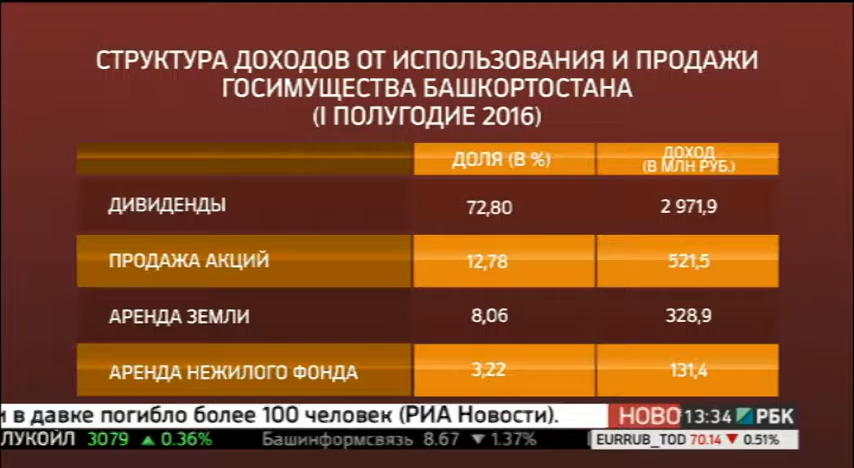 СТРУКТУРА ДОХОДОВ ОТ ИСПОЛЬЗОВАНИЯ И ПРОДАЖИ
ГОСИМУЩЕСТВА БАШКОРТОСТАНА
(I ПОЛУГОДИЕ 2016)
ДОЛЯ (В %) ДОХОД (В МЛН РУБ.)
ДИВИДЕНДЫ 72,80 2 971,9
ПРОДАЖА АКЦИЙ 12,78 521,5
АРЕНДА ЗЕМЛИ 8,06 328,9
АРЕНДА НЕЖИЛОГО ФОНДА 3,22 131,4
и в давке погибло более 100 человек (РИА Новости). НОВО 13:34 РБК
ЛУКОЙЛ 3079 ▲ 0.36% Башинформсвязь 8.67 ▼ 1.37% EURRUB_TOD 70.14 ▼ 0.51%